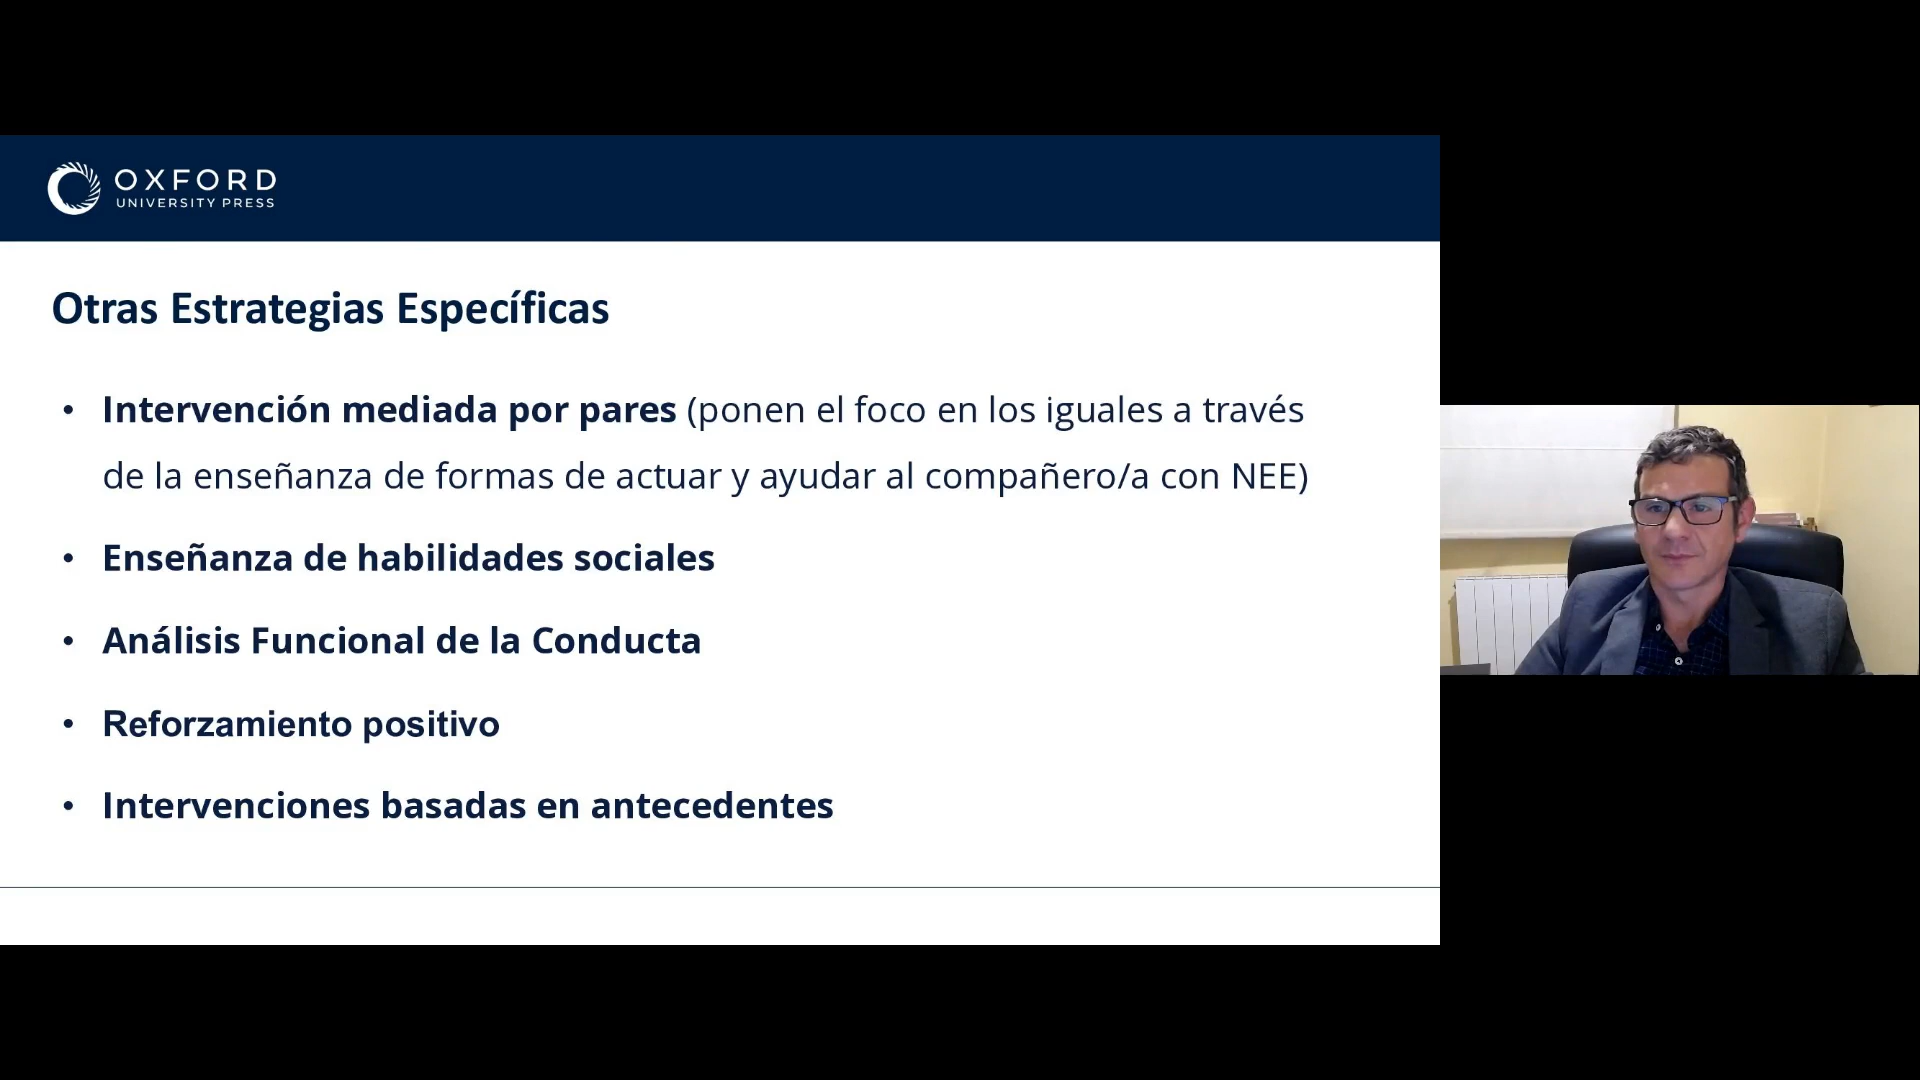 OXFORD
UNIVERSITY PRESS
Otras Estrategias Específicas
• Intervención mediada por pares (ponen el foco en los iguales a través
de la enseñanza de formas de actuar y ayudar al compañero/a con NEE)
• Enseñanza de habilidades sociales
• Análisis Funcional de la Conducta
• Reforzamiento positivo
• Intervenciones basadas en antecedentes